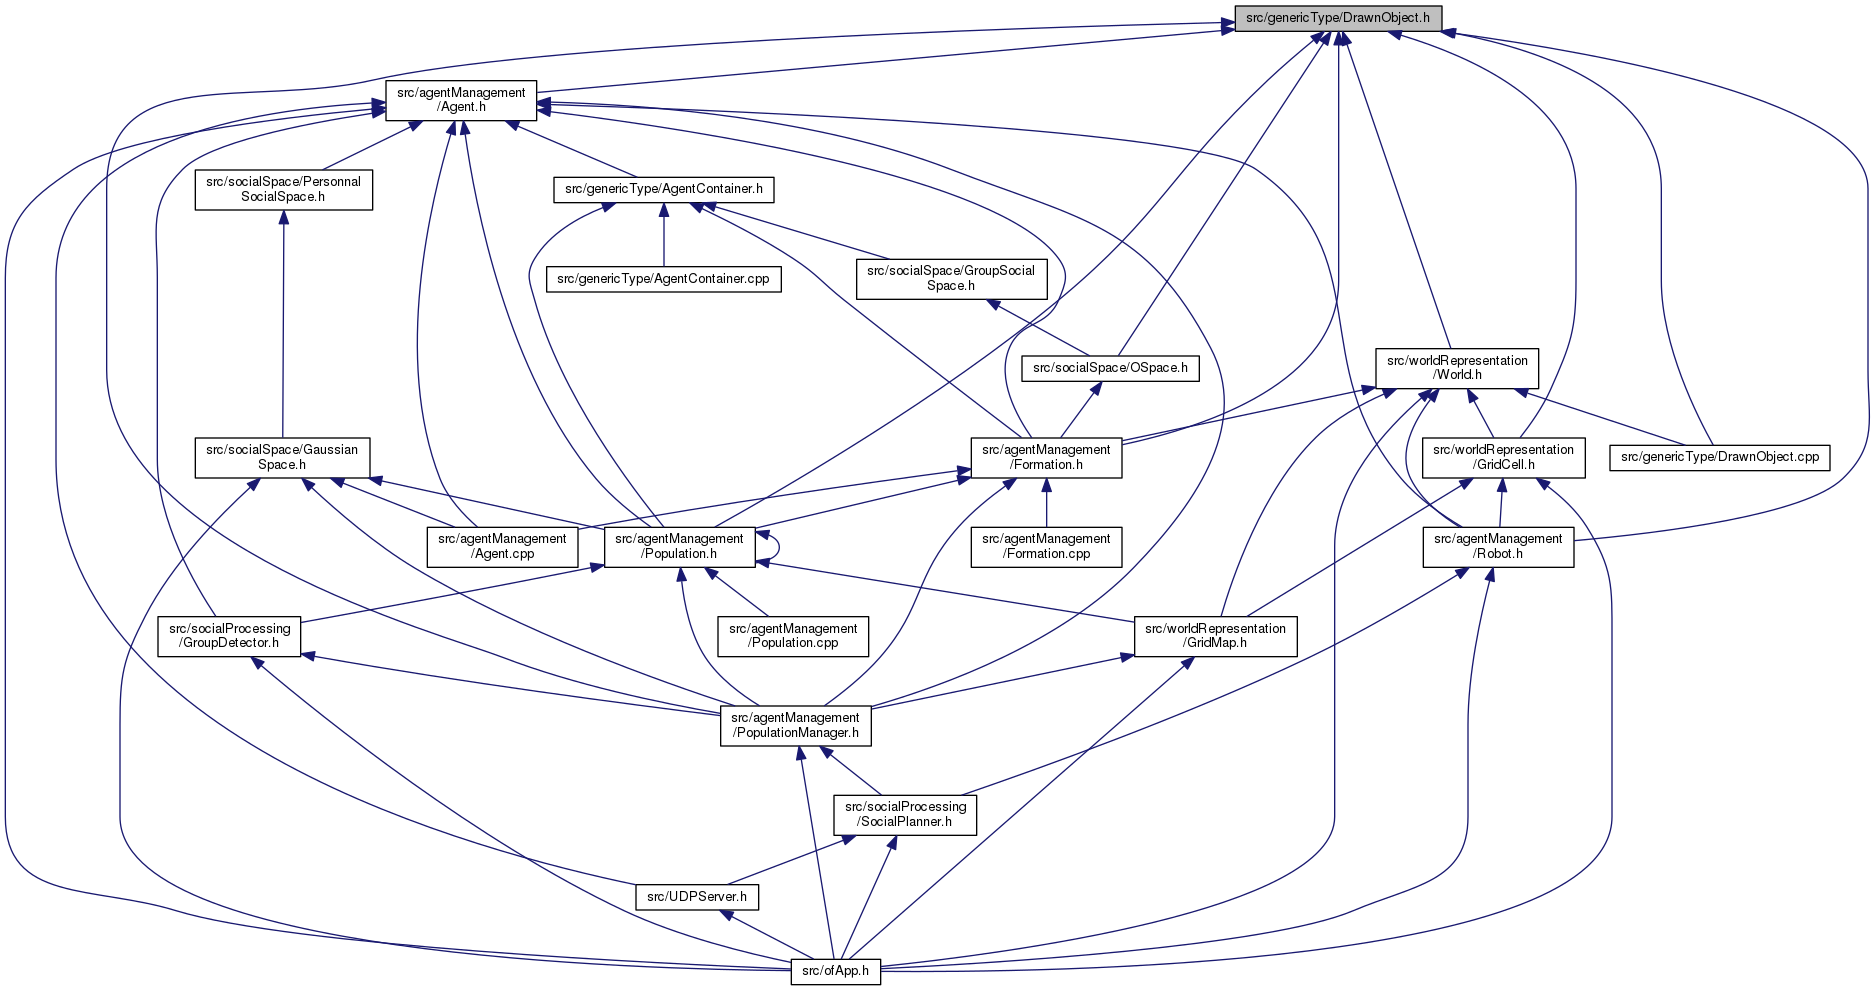 src/genericType/DrawnObject.h
src/agentManagement
/Agent.h
src/socialSpace/Personnal
SocialSpace.h
src/genericType/AgentContainer.h
src/genericType/AgentContainer.cpp
src/socialSpace/GroupSocial
Space.h
src/socialSpace/OSpace.h
src/worldRepresentation
/World.h
src/socialSpace/Gaussian
Space.h
src/agentManagement
/Formation.h
src/worldRepresentation
/GridCell.h
src/genericType/DrawnObject.cpp
src/agentManagement
/Agent.cpp
src/agentManagement
/Population.h
src/agentManagement
/Formation.cpp
src/agentManagement
/Robot.h
src/socialProcessing
/GroupDetector.h
src/agentManagement
/Population.cpp
src/worldRepresentation
/GridMap.h
src/agentManagement
/PopulationManager.h
src/socialProcessing
/SocialPlanner.h
src/UDPServer.h
src/ofApp.h